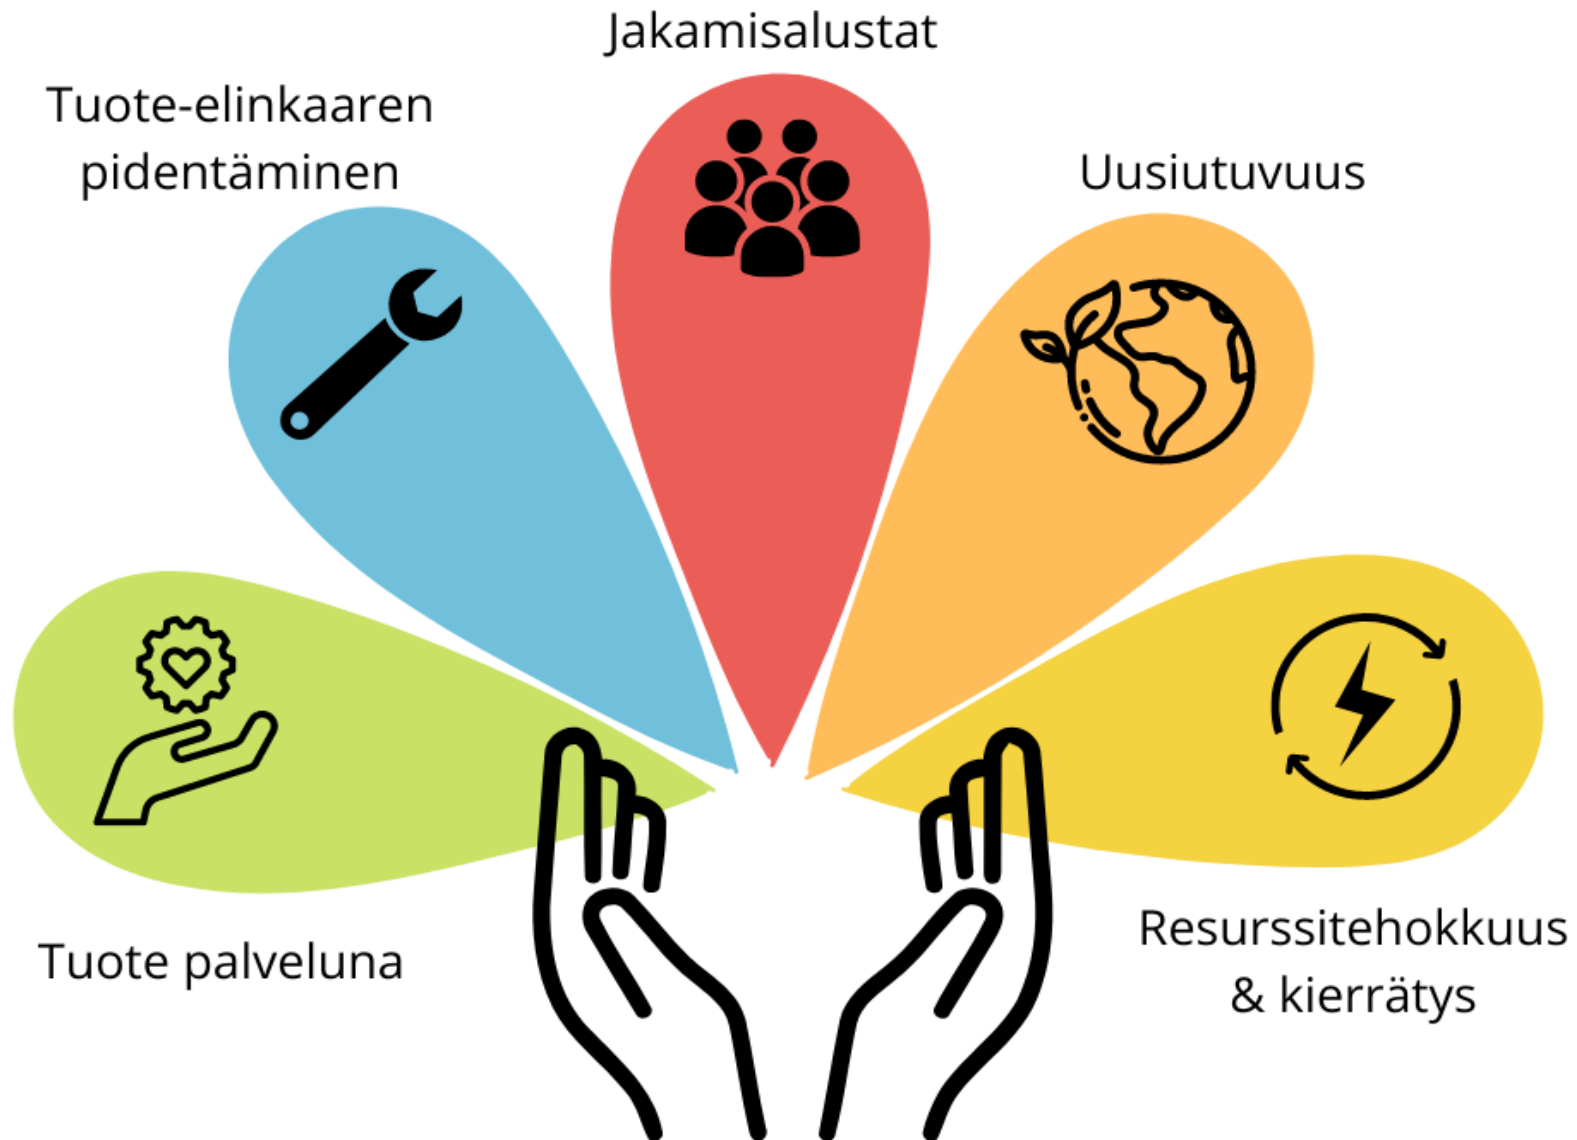 Jakamisalustat
Tuote-elinkaaren
pidentäminen
Uusiutuvuus
Tuote palveluna
Resurssitehokkuus
& kierrätys